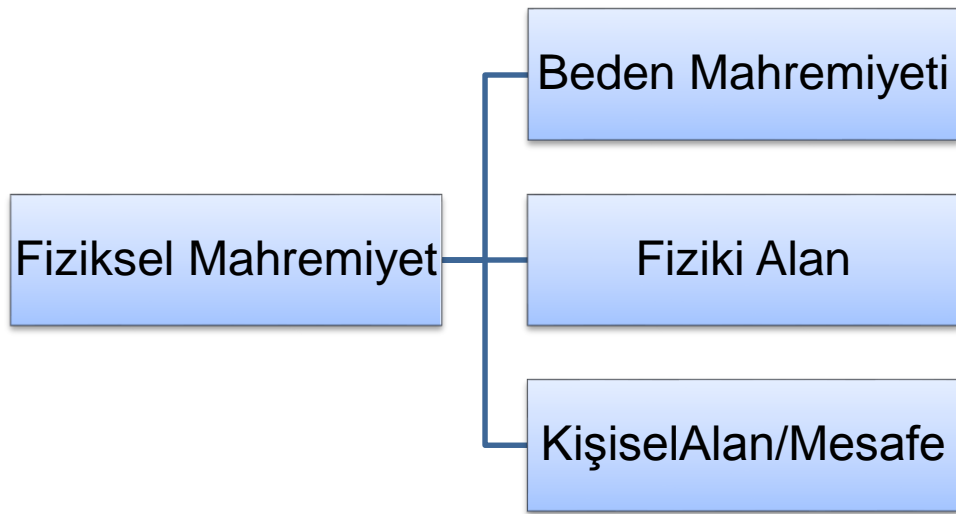 Beden Mahremiyeti
Fiziksel Mahremiyet
Fiziki Alan
KişiselAlan/Mesafe